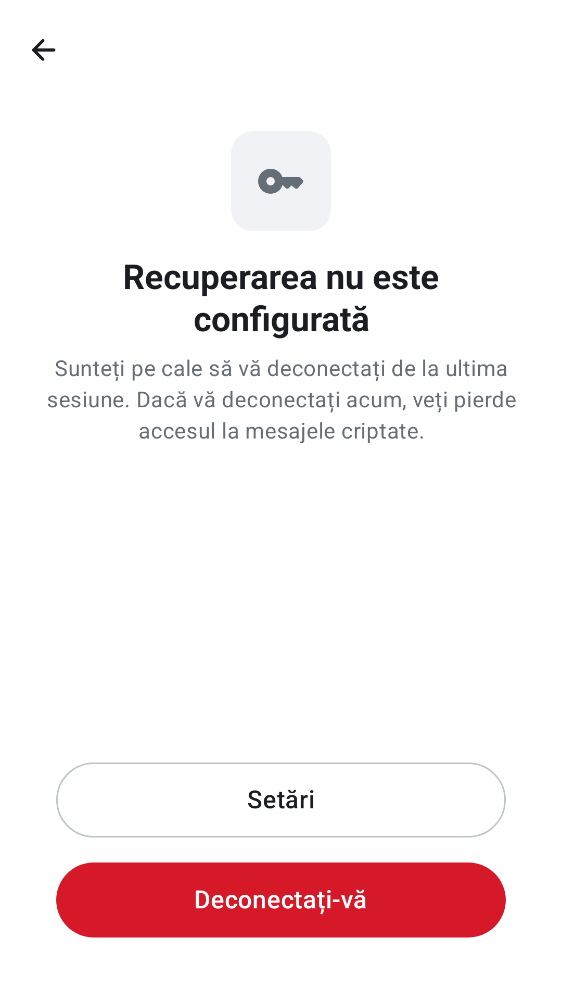 Recuperarea nu este
configurată
Sunteți pe cale să vă deconectați de la ultima
sesiune. Dacă vă deconectați acum, veți pierde
accesul la mesajele criptate.
Setări
Deconectați-vă